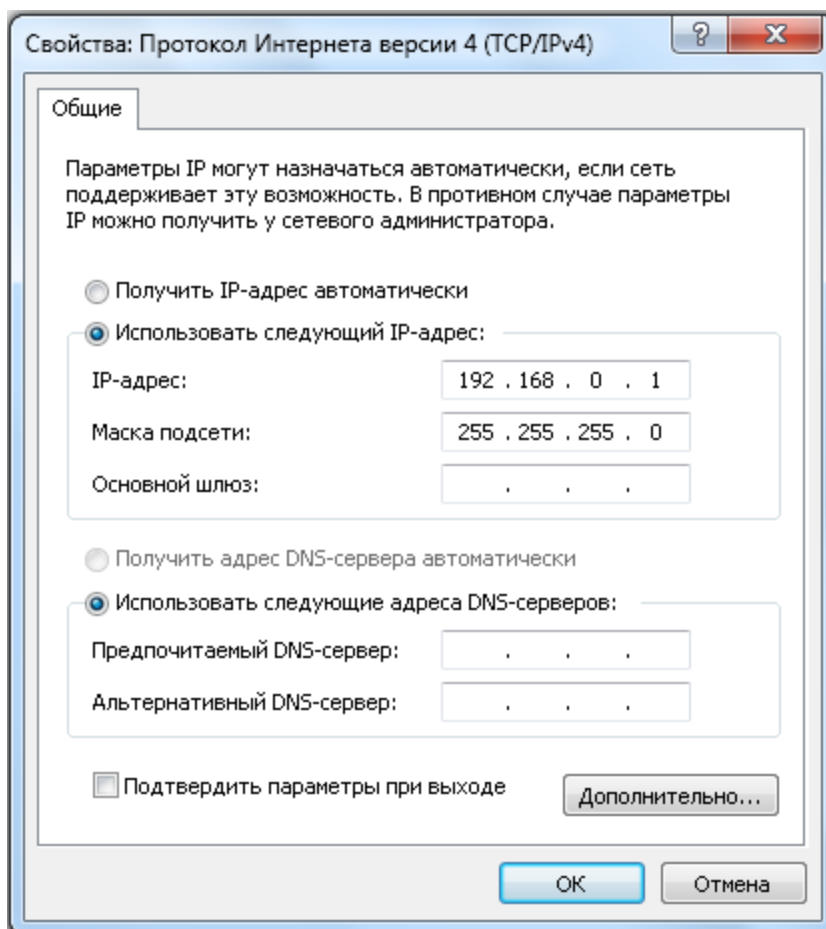 Свойства: Протокол Интернета версии 4 (TCP/IPv4)
Общие
Параметры IP могут назначаться автоматически, если сеть
поддерживает эту возможность. В противном случае параметры
IP можно получить у сетевого администратора.
Получить IP-адрес автоматически
Использовать следующий IP-адрес:
IP-адрес: 192 . 168 . 0 . 1
Маска подсети: 255 . 255 . 255 . 0
Основной шлюз: . . .
Получить адрес DNS-сервера автоматически
Использовать следующие адреса DNS-серверов:
Предпочитаемый DNS-сервер: . . .
Альтернативный DNS-сервер: . . .
Подтвердить параметры при выходе
Дополнительно...
ОК Отмена